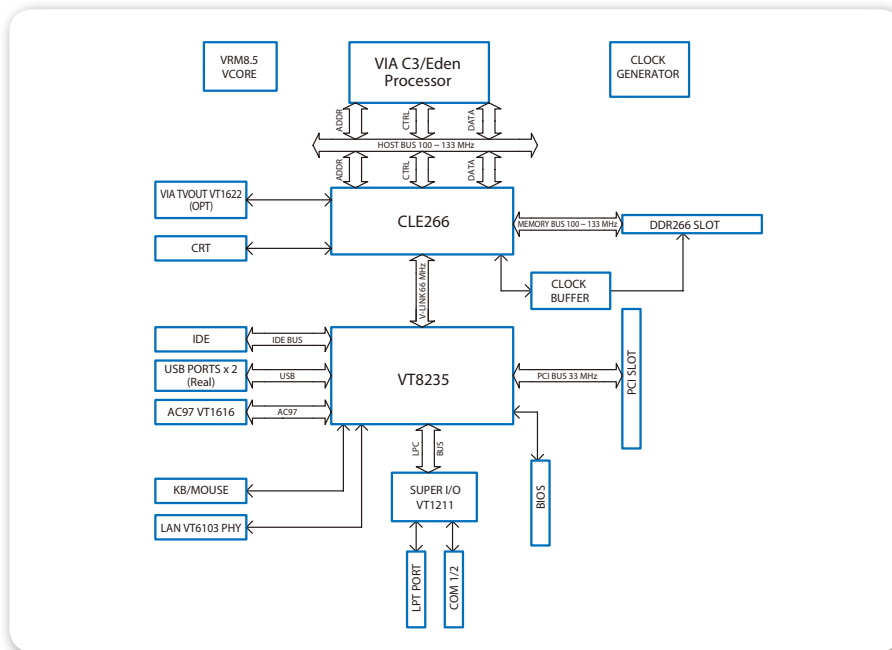 VRM8.5
VCORE
VIA C3/Eden
Processor
CLOCK
GENERATOR
ADDR
CTRL
DATA
HOST BUS 100 ~ 133 MHz
ADDR
CTRL
DATA
VIA TVOUT VT1622
(OPT)
CLE266
MEMORY BUS 100 ~ 133 MHz
DDR266 SLOT
CRT
V-LINK66 MHz
CLOCK
BUFFER
IDE
IDE BUS
USB PORTS x 2
(Real)
USB
VT8235
PCI BUS 33 MHz
PCI SLOT
AC97 VT1616
AC97
LPC
BUS
KB/MOUSE
SUPER I/O
VT1211
BIOS
LAN VT6103 PHY
LPT PORT
COM 1/2